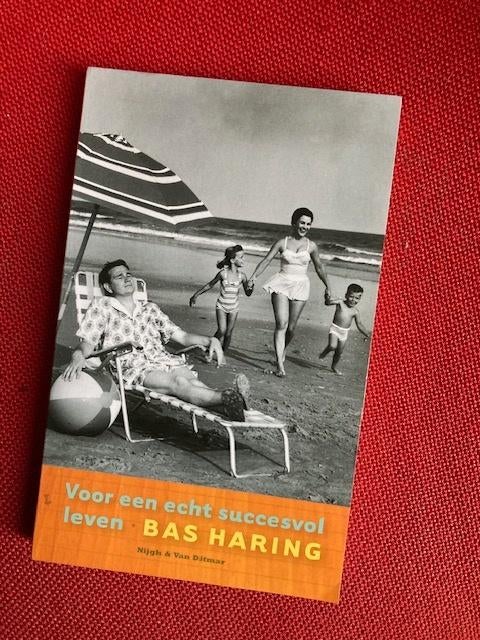 Voor een echt succesvol
leven · BAS HARING
Nijgh & Van Ditmar